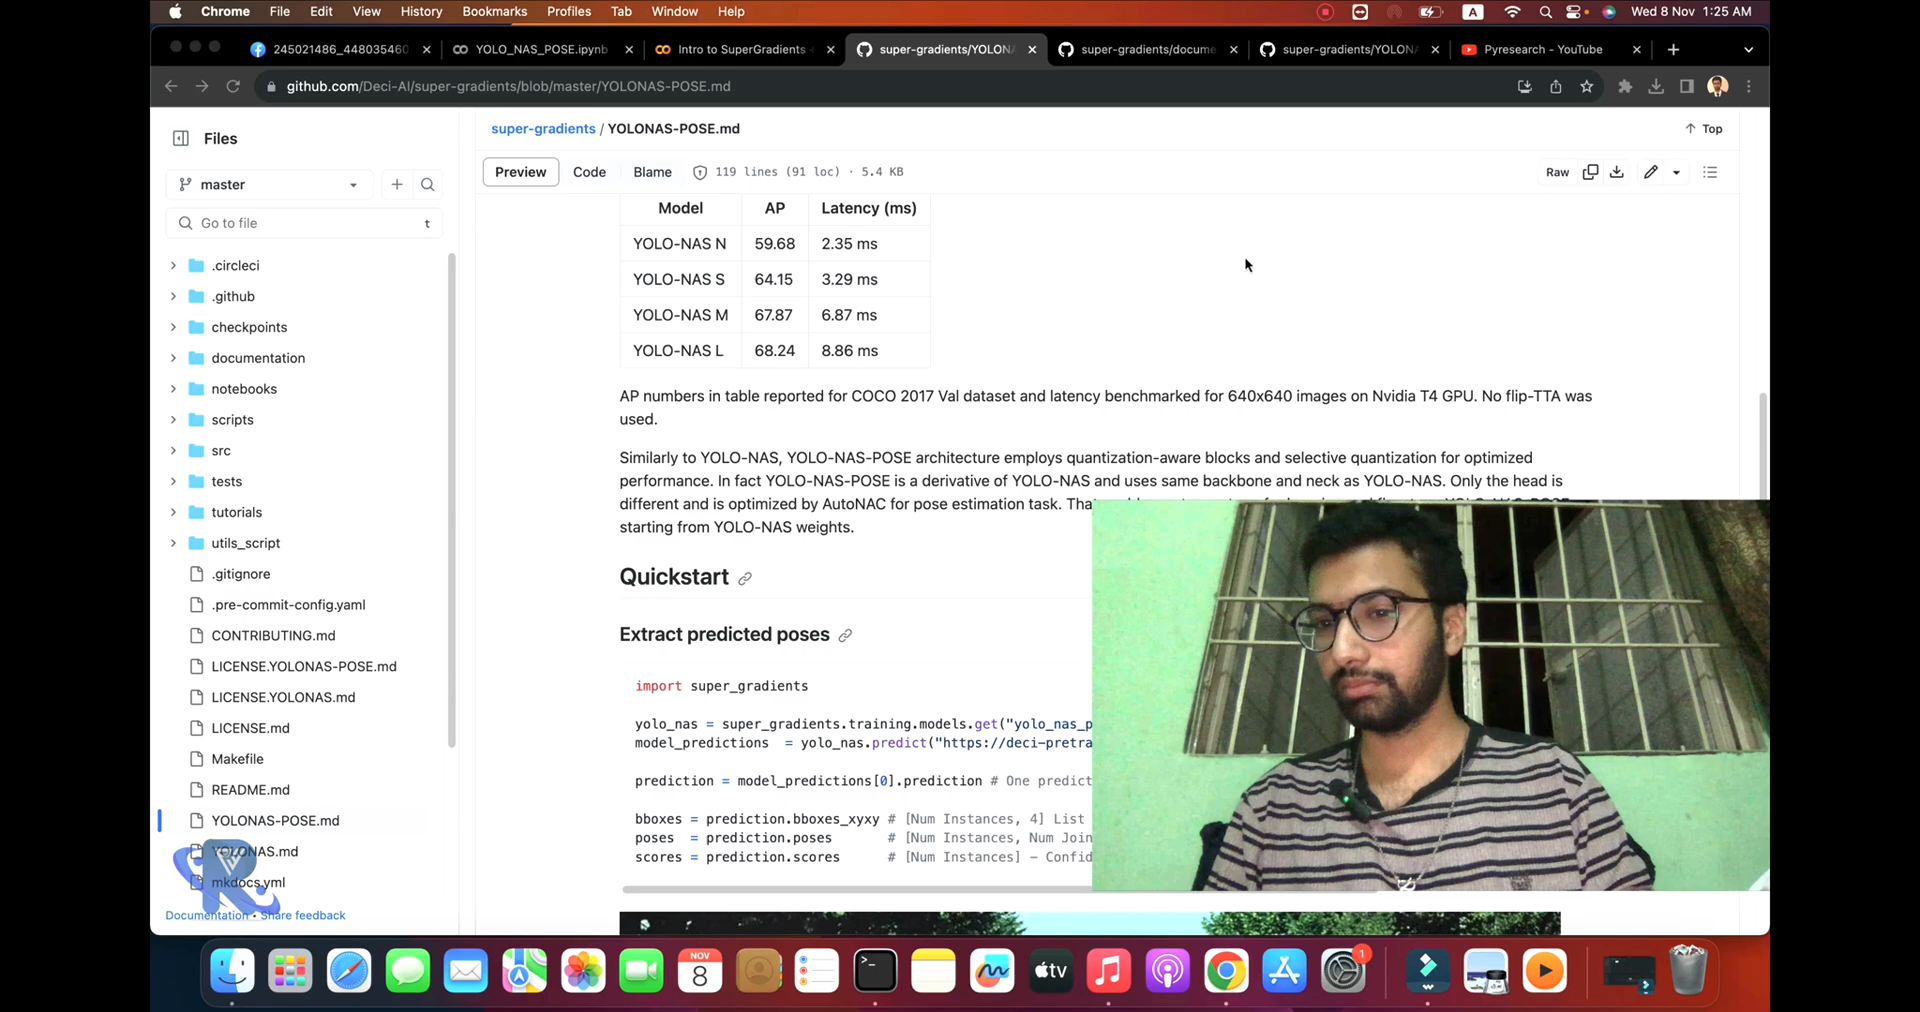 Chrome File Edit View History Bookmarks Profiles Tab Window Help
A Wed 8 Nov 1:25 AM
245021486_448035460 YOLO_NAS_POSE.ipynb Intro to SuperGradients super-gradients/YOLON super-gradients/docume super-gradients/YOLON Pyresearch - YouTube
github.com/Deci-AI/super-gradients/blob/master/YOLONAS-POSE.md
Files
master
Go to file t
.circleci
.github
checkpoints
documentation
notebooks
scripts
src
tests
tutorials
utils_script
.gitignore
.pre-commit-config.yaml
CONTRIBUTING.md
LICENSE.YOLONAS-POSE.md
LICENSE.YOLONAS.md
LICENSE.md
Makefile
README.md
YOLONAS-POSE.md
YOLONAS.md
mkdocs.yml
Documentation • Share feedback
super-gradients / YOLONAS-POSE.md
Top
Preview Code Blame 119 lines (91 loc) · 5.4 KB
Raw
Model AP Latency (ms)
YOLO-NAS N 59.68 2.35 ms
YOLO-NAS S 64.15 3.29 ms
YOLO-NAS M 67.87 6.87 ms
YOLO-NAS L 68.24 8.86 ms
AP numbers in table reported for COCO 2017 Val dataset and latency benchmarked for 640x640 images on Nvidia T4 GPU. No flip-TTA was
used.
Similarly to YOLO-NAS, YOLO-NAS-POSE architecture employs quantization-aware blocks and selective quantization for optimized
performance. In fact YOLO-NAS-POSE is a derivative of YOLO-NAS and uses same backbone and neck as YOLO-NAS. Only the head is
different and is optimized by AutoNAC for pose estimation task.
starting from YOLO-NAS weights.
Quickstart
Extract predicted poses
import super_gradients
yolo_nas = super_gradients.training.models.get("yolo_nas_p
model_predictions = yolo_nas.predict("https://deci-pretra
prediction = model_predictions[0].prediction # One predict
bboxes = prediction.bboxes_xyxy # [Num Instances, 4] List
poses = prediction.poses # [Num Instances, Num Join
scores = prediction.scores # [Num Instances] - Confid
NOV
8
tv
1